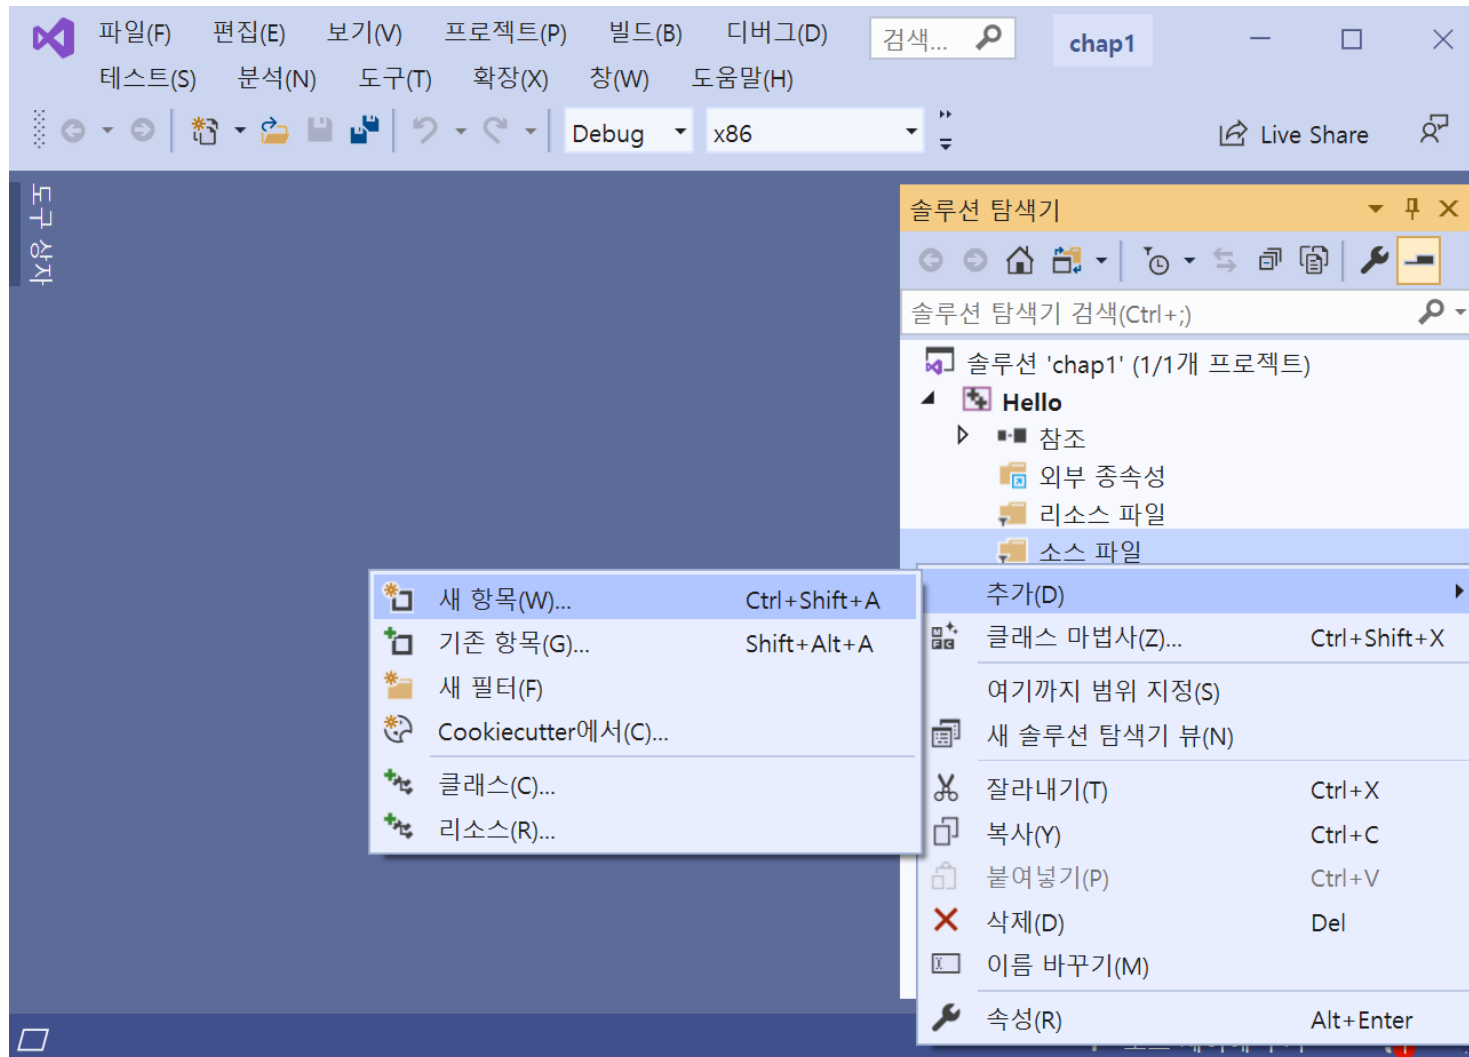 파일(F) 편집(E) 보기(V) 프로젝트(P) 빌드(B) 디버그(D) 검색... chap1
테스트(S) 분석(N) 도구(T) 확장(X) 창(W) 도움말(H)
Debug x86 Live Share
도구 상자
솔루션 탐색기
솔루션 탐색기 검색(Ctrl+;)
솔루션 'chap1' (1/1개 프로젝트)
Hello
참조
외부 종속성
리소스 파일
소스 파일
새 항목(W)... Ctrl+Shift+A
기존 항목(G)... Shift+Alt+A
새 필터(F)
Cookiecutter에서(C)...
클래스(C)...
리소스(R)...
추가(D)
클래스 마법사(Z)... Ctrl+Shift+X
여기까지 범위 지정(S)
새 솔루션 탐색기 뷰(N)
잘라내기(T) Ctrl+X
복사(Y) Ctrl+C
붙여넣기(P) Ctrl+V
삭제(D) Del
이름 바꾸기(M)
속성(R) Alt+Enter